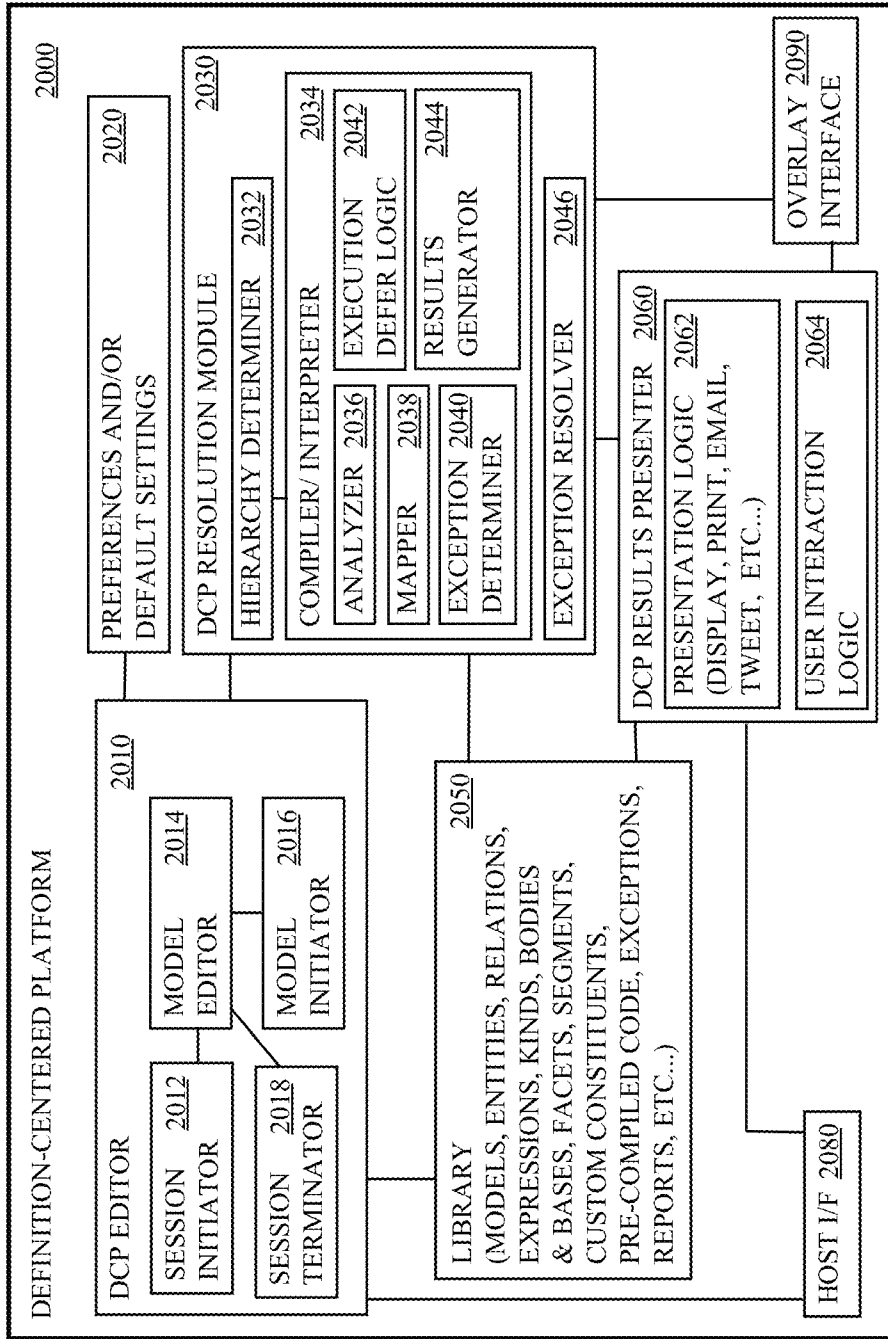 DEFINITION-CENTERED PLATFORM
2000
DCP EDITOR
2010
SESSION 2012
INITIATOR
MODEL 2014
EDITOR
SESSION 2018
TERMINATOR
MODEL 2016
INITIATOR
PREFERENCES AND/OR
DEFAULT SETTINGS 2020
DCP RESOLUTION MODULE 2030
HIERARCHY DETERMINER 2032
COMPILER/ INTERPRETER 2034
ANALYZER 2036
MAPPER 2038
EXCEPTION 2040
DETERMINER
EXECUTION 2042
DEFER LOGIC
RESULTS 2044
GENERATOR
EXCEPTION RESOLVER 2046
LIBRARY 2050
(MODELS, ENTITIES, RELATIONS,
EXPRESSIONS, KINDS, BODIES
& BASES, FACETS, SEGMENTS,
CUSTOM CONSTITUENTS,
PRE-COMPILED CODE, EXCEPTIONS,
REPORTS, ETC...)
DCP RESULTS PRESENTER 2060
PRESENTATION LOGIC 2062
(DISPLAY, PRINT, EMAIL,
TWEET, ETC...)
USER INTERACTION 2064
LOGIC
HOST I/F 2080
OVERLAY 2090
INTERFACE